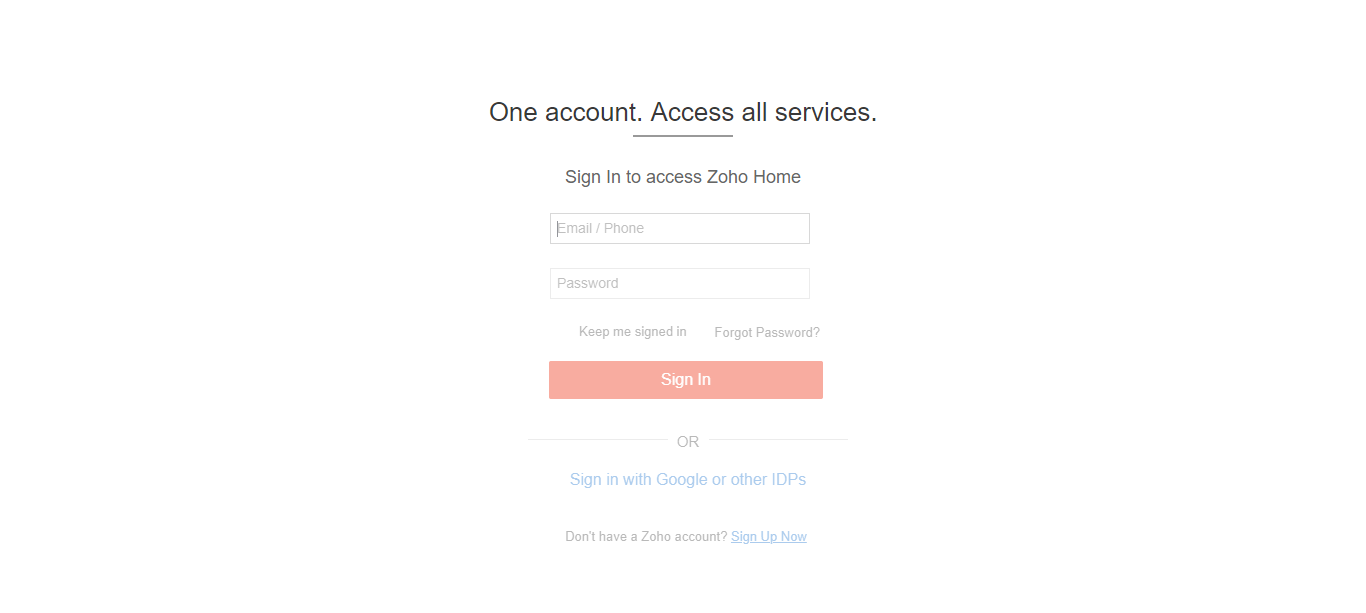 One account. Access all services.
Sign In to access Zoho Home
Email / Phone
Password
Keep me signed in Forgot Password?
Sign In
OR
Sign in with Google or other IDPs
Don't have a Zoho account? Sign Up Now